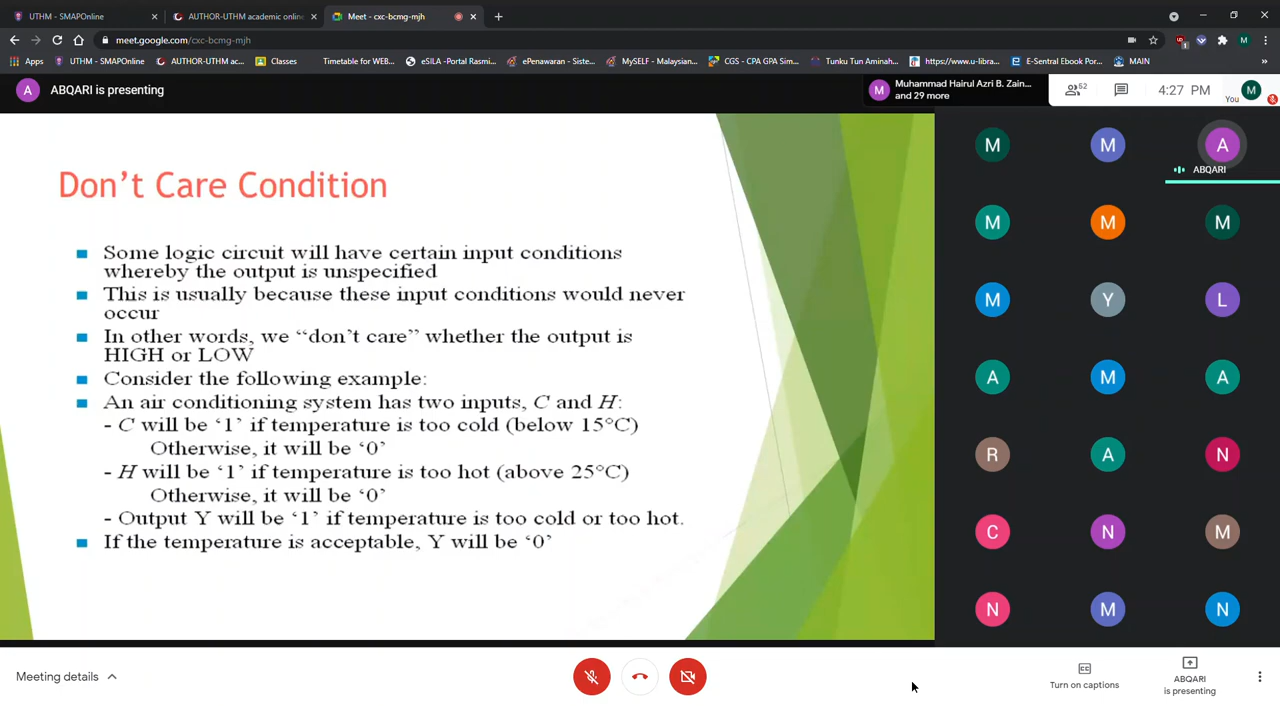 UTHM - SMAPOnline
AUTHOR-UTHM academic onlin
Meet - cxc-bcmg-mjh
meet.google.com/cxc-bcmg-mjh
M
Apps
UTHM - SMAPOnline
AUTHOR-UTHM ac...
Classes
Timetable for WEB...
eSILA -Portal Rasmi...
ePenawaran - Siste...
MySELF - Malaysian...
CGS - CPA GPA Sim...
Tunku Tun Aminah...
https://www.u-libra...
E-Sentral Ebook Por...
MAIN
»
A
ABQARI is presenting
M
Muhammad Hairul Azri B. Zain...
and 29 more
52
4:27 PM
You
M
Don't Care Condition
Some logic circuit will have certain input conditions
whereby the output is unspecified
This is usually because these input conditions would never
occur
In other words, we “don't care” whether the output is
HIGH or LOW
Consider the following example:
An air conditioning system has two inputs, C and H:
- C will be ‘1’ if temperature is too cold (below 15°C)
Otherwise, it will be ‘0’
- H will be ‘1’ if temperature is too hot (above 25°C)
Otherwise, it will be ‘0’
- Output Y will be ‘1’ if temperature is too cold or too hot.
If the temperature is acceptable, Y will be ‘0’
M M A
ABQARI
M M M
M Y L
A M A
R A N
C N M
N M N
Meeting details
Turn on captions
ABQARI
is presenting